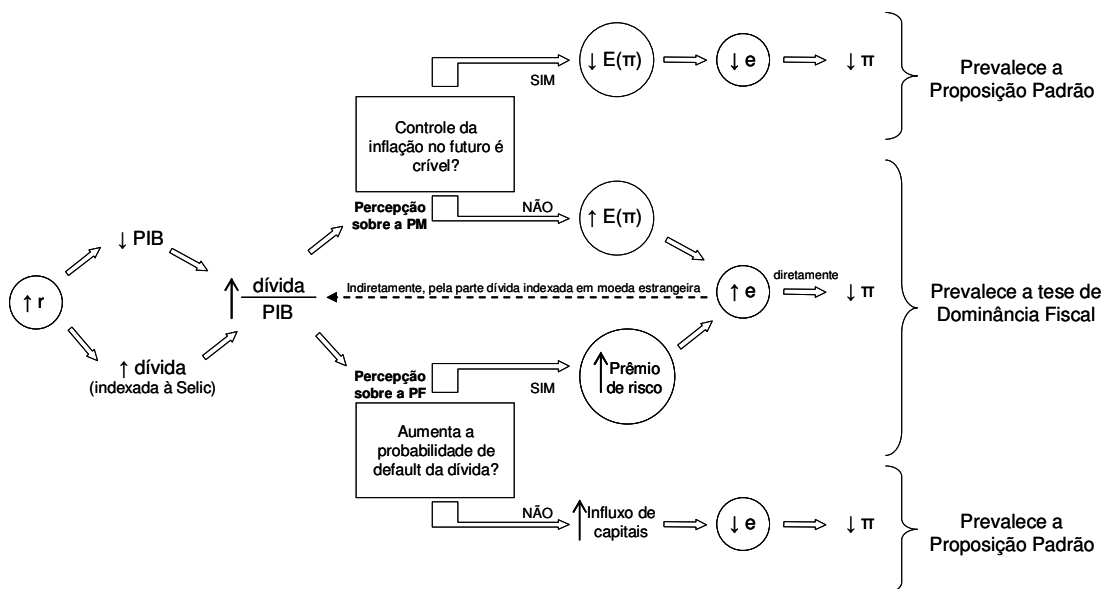 ↑ r
↓ PIB
↑ dívida
(indexada à Selic)
↑ dívida
PIB
Percepção
sobre a PM
Controle da
inflação no futuro é
crível?
SIM
↓ E(π)
↓ e
↓ π
Prevalece a
Proposição Padrão
NÃO
↑ E(π)
Indiretamente, pela parte dívida indexada em moeda estrangeira
↑ e
diretamente
↓ π
Prevalece a tese de
Dominância Fiscal
Percepção
sobre a PF
Aumenta a
probabilidade de
default da dívida?
SIM
↑ Prêmio
de risco
NÃO
↑ Influxo de
capitais
↓ e
↓ π
Prevalece a
Proposição Padrão